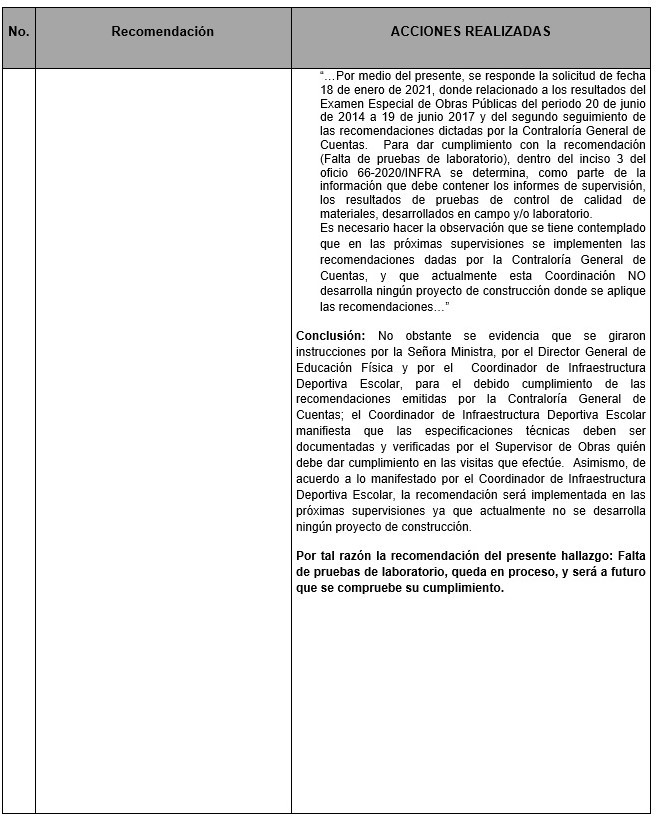 No. Recomendación ACCIONES REALIZADAS
“…Por medio del presente, se responde la solicitud de fecha
18 de enero de 2021, donde relacionado a los resultados del
Examen Especial de Obras Públicas del periodo 20 de junio
de 2014 a 19 de junio 2017 y del segundo seguimiento de
las recomendaciones dictadas por la Contraloría General de
Cuentas. Para dar cumplimiento con la recomendación
(Falta de pruebas de laboratorio), dentro del inciso 3 del
oficio 66-2020/INFRA se determina, como parte de la
información que debe contener los informes de supervisión,
los resultados de pruebas de control de calidad de
materiales, desarrollados en campo y/o laboratorio.
Es necesario hacer la observación que se tiene contemplado
que en las próximas supervisiones se implementen las
recomendaciones dadas por la Contraloría General de
Cuentas, y que actualmente esta Coordinación NO
desarrolla ningún proyecto de construcción donde se aplique
las recomendaciones…”
Conclusión: No obstante se evidencia que se giraron
instrucciones por la Señora Ministra, por el Director General de
Educación Física y por el Coordinador de Infraestructura
Deportiva Escolar, para el debido cumplimiento de las
recomendaciones emitidas por la Contraloría General de
Cuentas; el Coordinador de Infraestructura Deportiva Escolar
manifiesta que las especificaciones técnicas deben ser
documentadas y verificadas por el Supervisor de Obras quién
debe dar cumplimiento en las visitas que efectúe. Asimismo, de
acuerdo a lo manifestado por el Coordinador de Infraestructura
Deportiva Escolar, la recomendación será implementada en las
próximas supervisiones ya que actualmente no se desarrolla
ningún proyecto de construcción.
Por tal razón la recomendación del presente hallazgo: Falta
de pruebas de laboratorio, queda en proceso, y será a futuro
que se compruebe su cumplimiento.